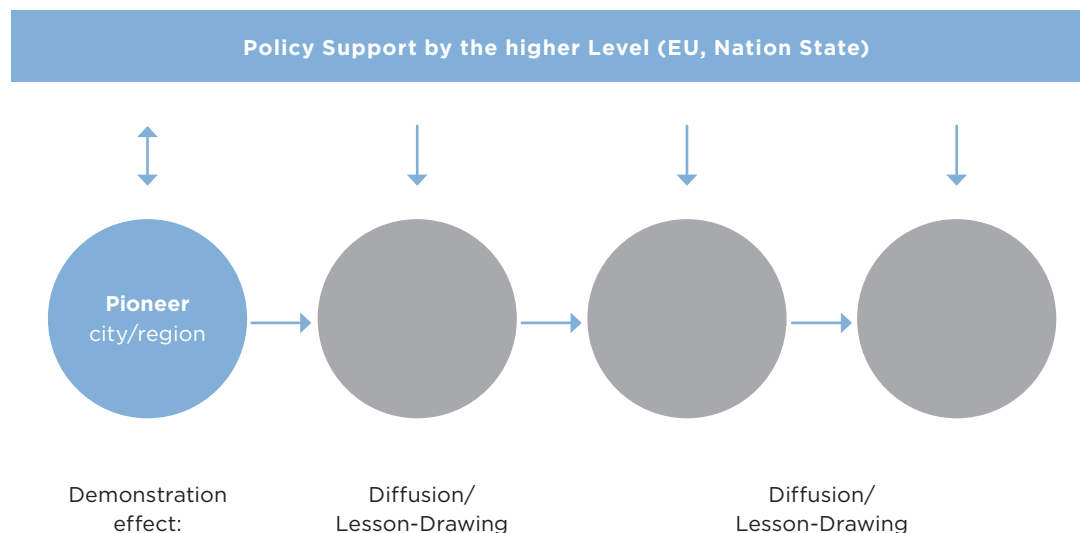 Policy Support by the higher Level (EU, Nation State)
Pioneer
city/region
Demonstration
effect:
Diffusion/
Lesson-Drawing
Diffusion/
Lesson-Drawing